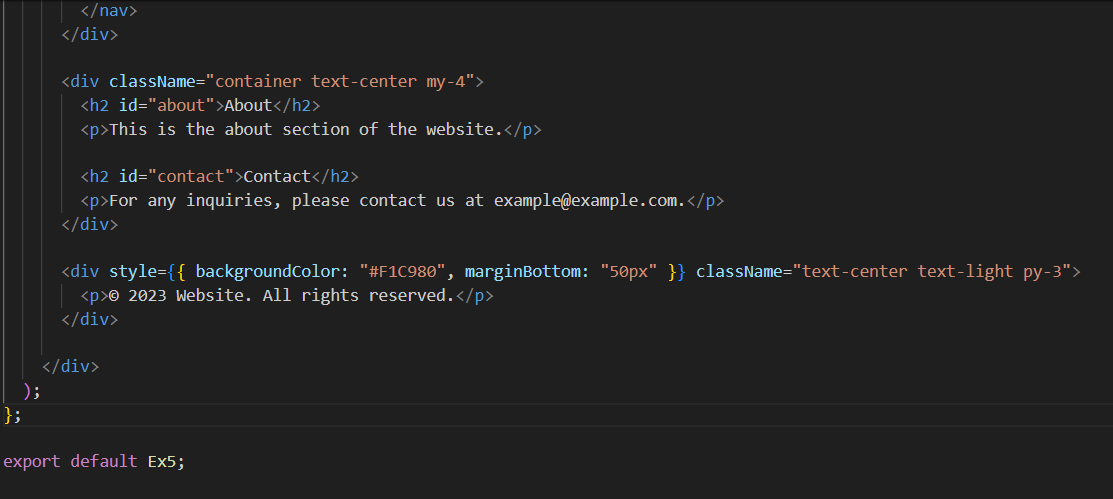 </nav>
</div>
<div className="container text-center my-4">
<h2 id="about">About</h2>
<p>This is the about section of the website.</p>
<h2 id="contact">Contact</h2>
<p>For any inquiries, please contact us at example@example.com.</p>
</div>
<div style={{ backgroundColor: "#F1C980", marginBottom: "50px" }} className="text-center text-light py-3">
<p>© 2023 Website. All rights reserved.</p>
</div>
</div>
);
};
export default Ex5;